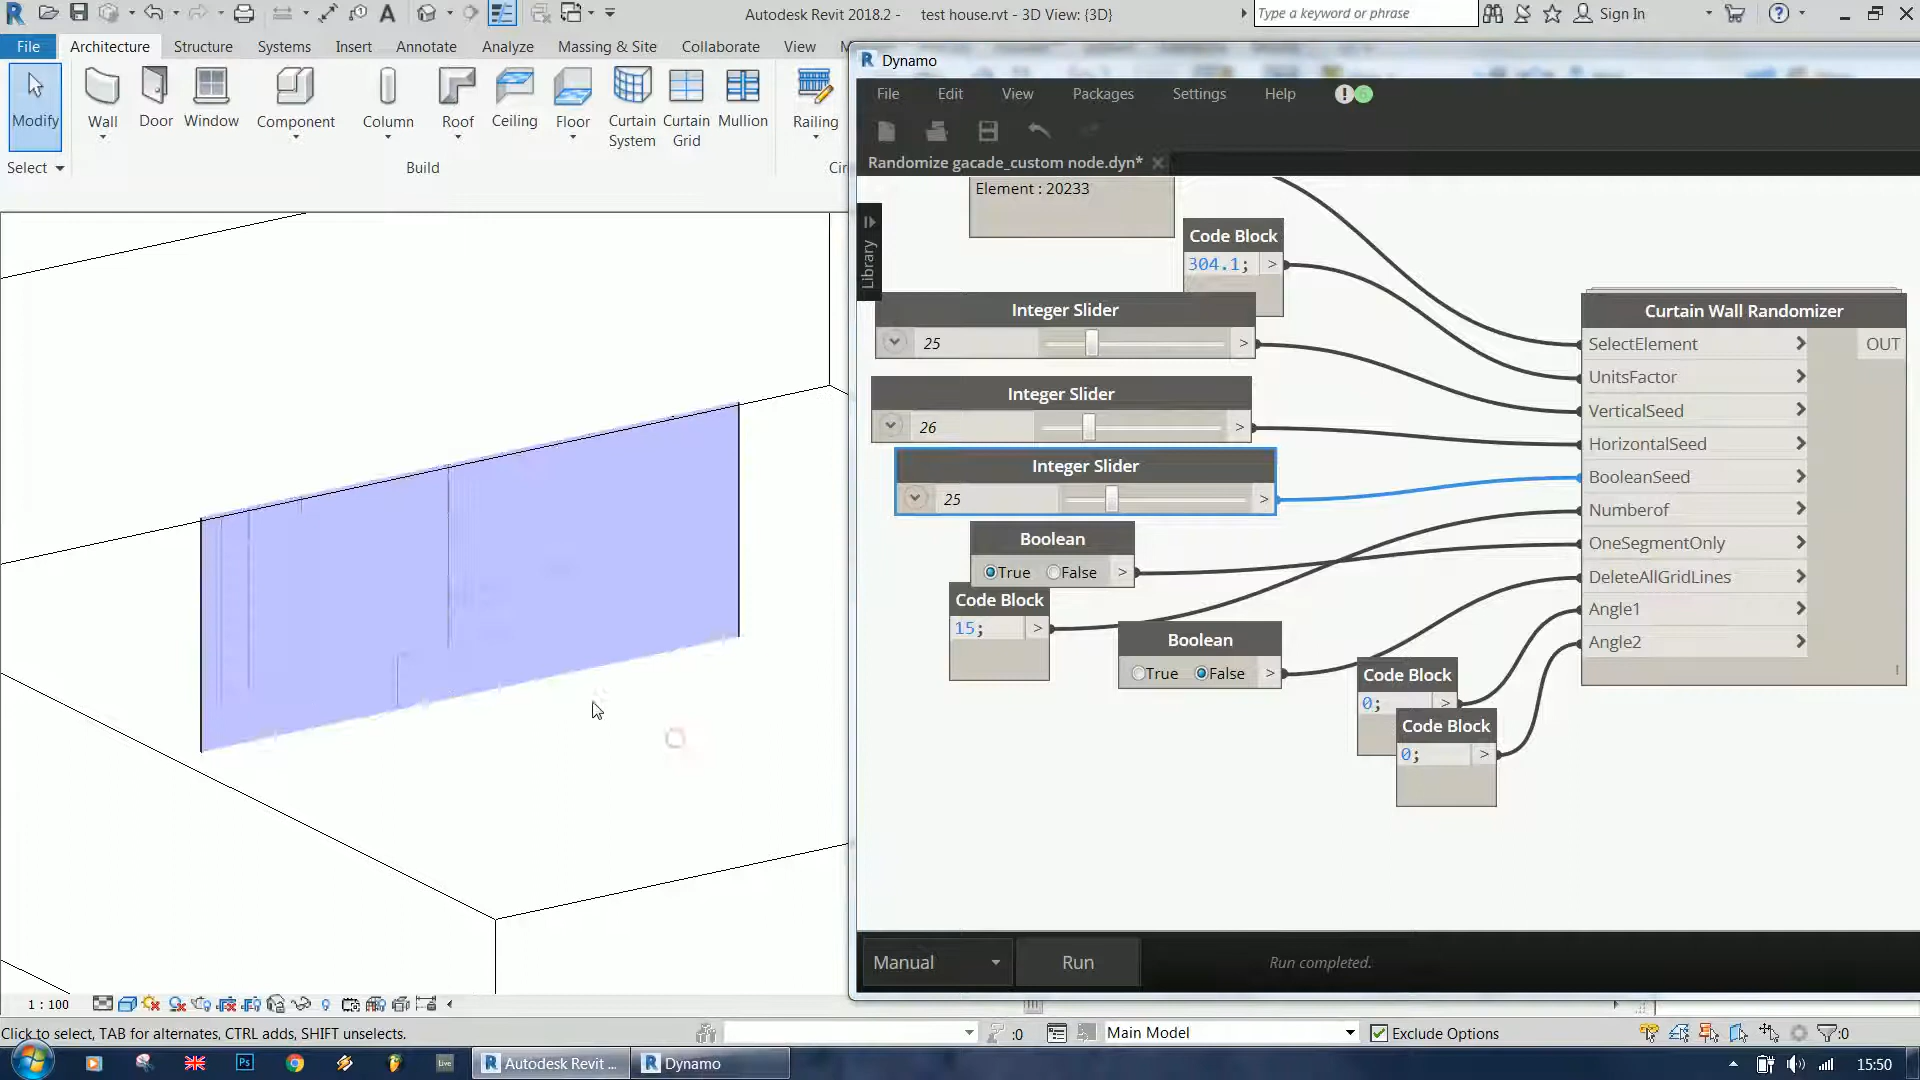 Autodesk Revit 2018.2 - test house.rvt - 3D View: {3D}
Type a keyword or phrase
Sign In
File Architecture Structure Systems Insert Annotate Analyze Massing & Site Collaborate View
Modify Wall Door Window Component Column Roof Ceiling Floor Curtain System Curtain Grid Mullion Railing
Select Build
Dynamo
File Edit View Packages Settings Help
Randomize gacade_custom node.dyn*
Library
Element : 20233
Code Block
304.1; >
Integer Slider
25 >
Integer Slider
26 >
Integer Slider
25 >
Boolean
True False >
Code Block
15; >
Boolean
True False >
Code Block
0; >
Code Block
0; >
Curtain Wall Randomizer
SelectElement > OUT
UnitsFactor >
VerticalSeed >
HorizontalSeed >
BooleanSeed >
Numberof >
OneSegmentOnly >
DeleteAllGridLines >
Angle1 >
Angle2 >
Manual Run Run completed.
1 : 100
Click to select, TAB for alternates, CTRL adds, SHIFT unselects.
:0 Main Model Exclude Options :0
Ps Live Autodesk Revit ... Dynamo 15:50